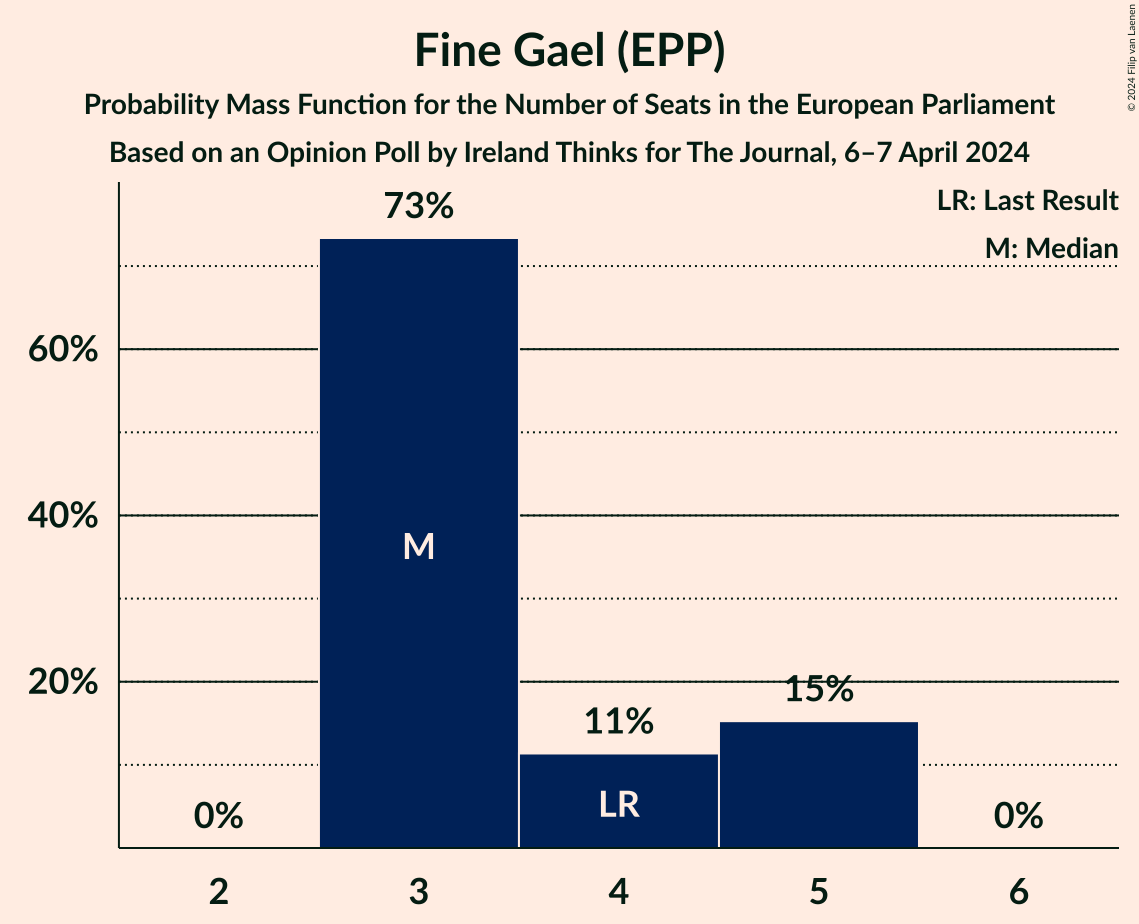 Fine Gael (EPP)
Probability Mass Function for the Number of Seats in the European Parliament
Based on an Opinion Poll by Ireland Thinks for The Journal, 6–7 April 2024
© 2024 Filip van Laenen
LR: Last Result
M: Median
73%
60%
40%
20%
M
15%
11%
LR
0%
0%
2 3 4 5 6